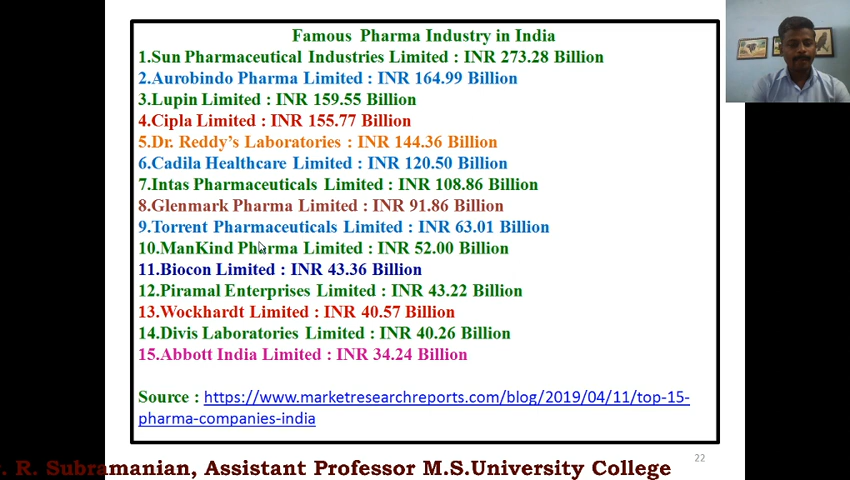 Famous Pharma Industry in India
1.Sun Pharmaceutical Industries Limited : INR 273.28 Billion
2.Aurobindo Pharma Limited : INR 164.99 Billion
3.Lupin Limited : INR 159.55 Billion
4.Cipla Limited : INR 155.77 Billion
5.Dr. Reddy’s Laboratories : INR 144.36 Billion
6.Cadila Healthcare Limited : INR 120.50 Billion
7.Intas Pharmaceuticals Limited : INR 108.86 Billion
8.Glenmark Pharma Limited : INR 91.86 Billion
9.Torrent Pharmaceuticals Limited : INR 63.01 Billion
10.ManKind Pharma Limited : INR 52.00 Billion
11.Biocon Limited : INR 43.36 Billion
12.Piramal Enterprises Limited : INR 43.22 Billion
13.Wockhardt Limited : INR 40.57 Billion
14.Divis Laboratories Limited : INR 40.26 Billion
15.Abbott India Limited : INR 34.24 Billion
Source : https://www.marketresearchreports.com/blog/2019/04/11/top-15-
pharma-companies-india
22
. R. Subramanian, Assistant Professor M.S.University College